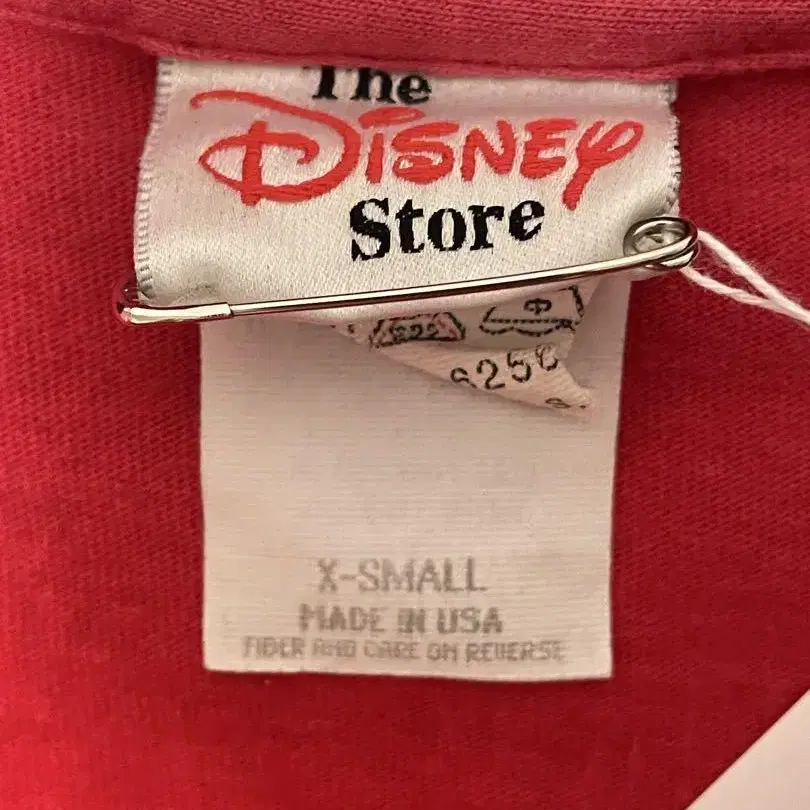 The
DISNEY
Store
X-SMALL
MADE IN USA
FIBER AND CARE ON REVERSE